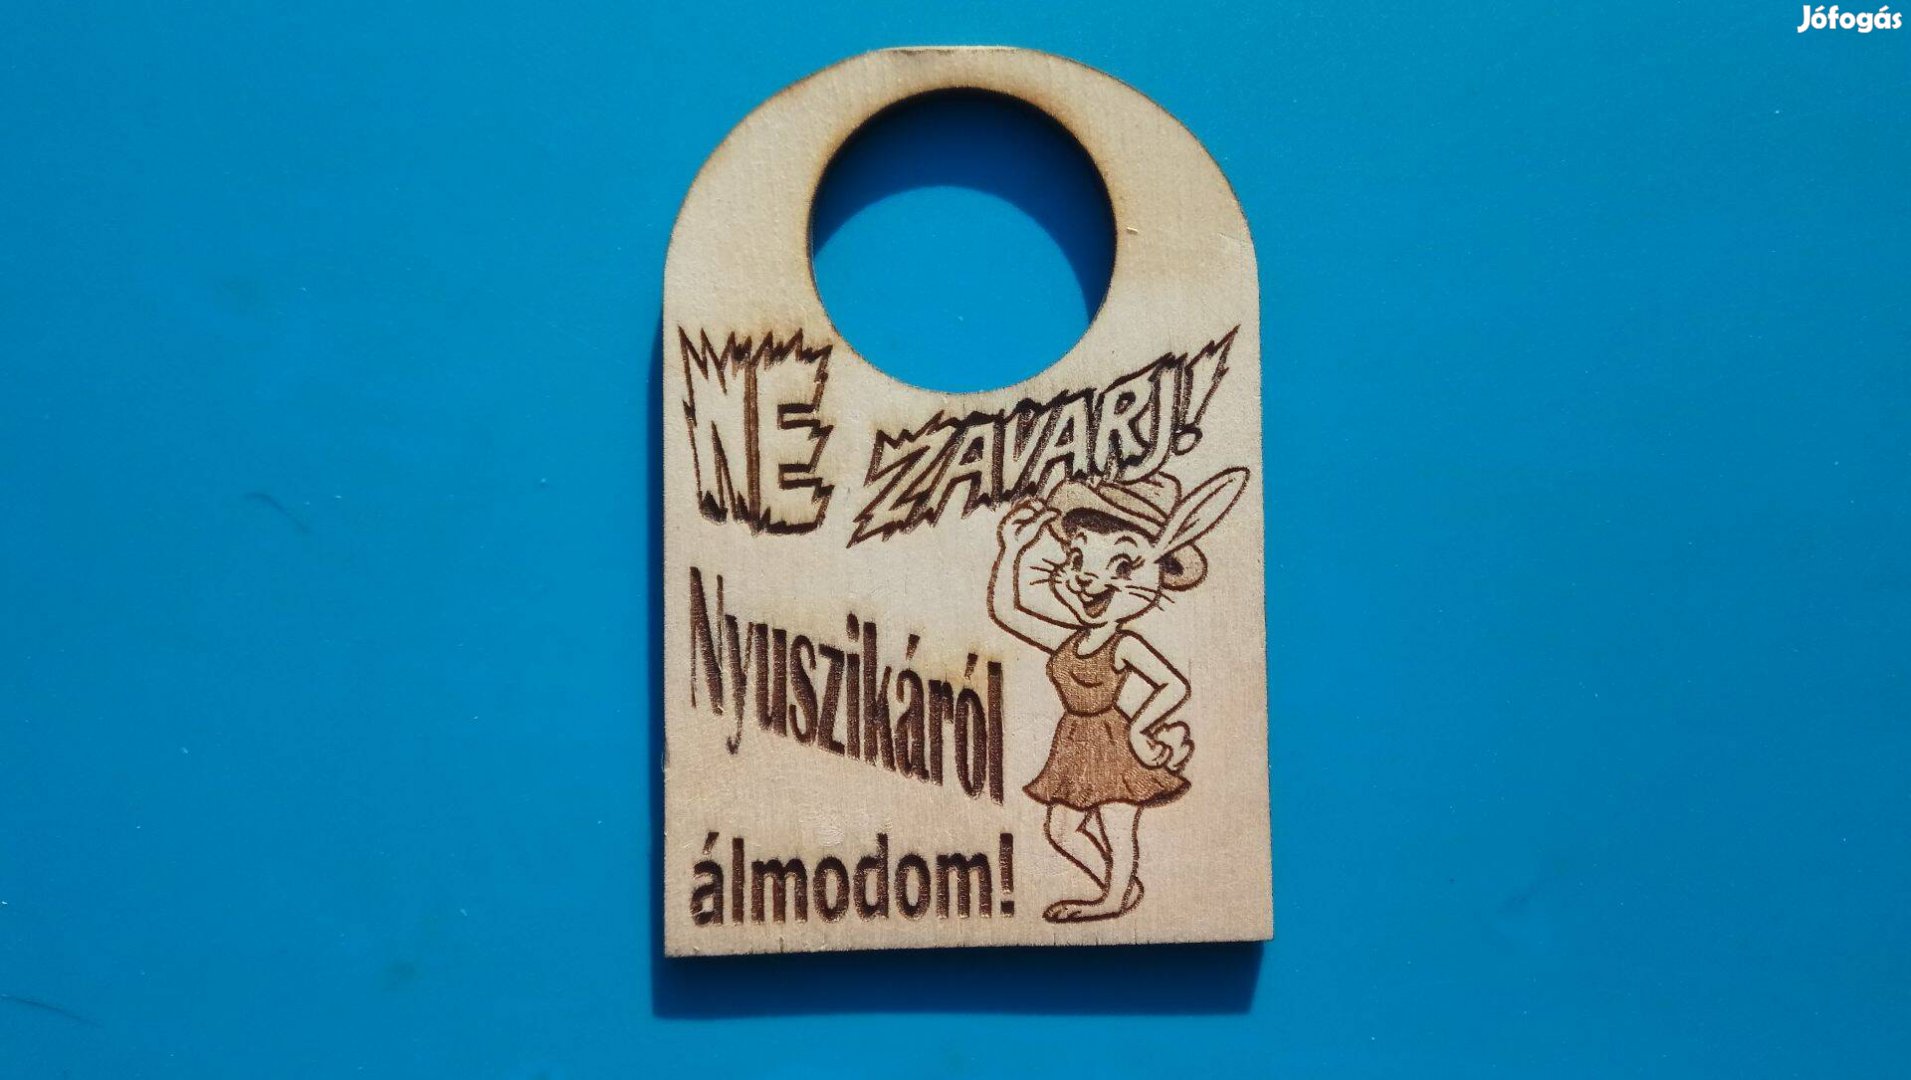 Jófogás
NE ZAVARJ!
Nyuszikáról
álmodom!